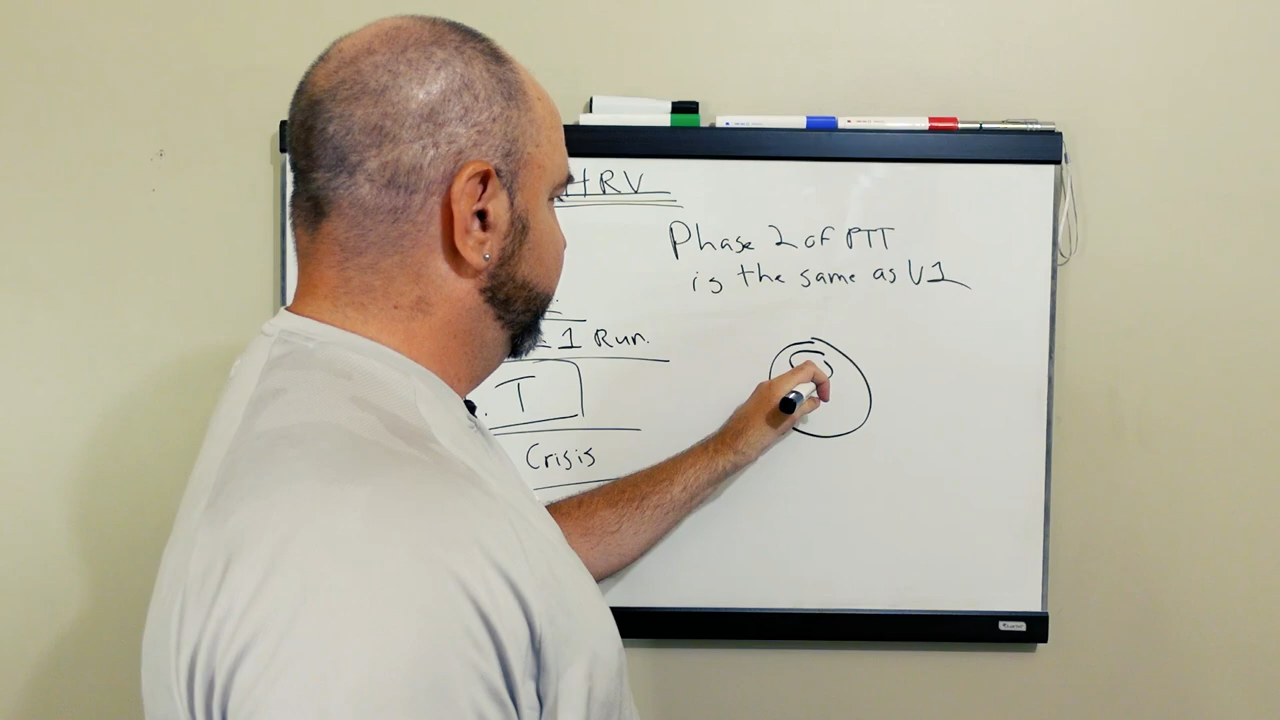 HRV
Phase 2 of PTT
is the same as V1
1 Run.
T
Crisis